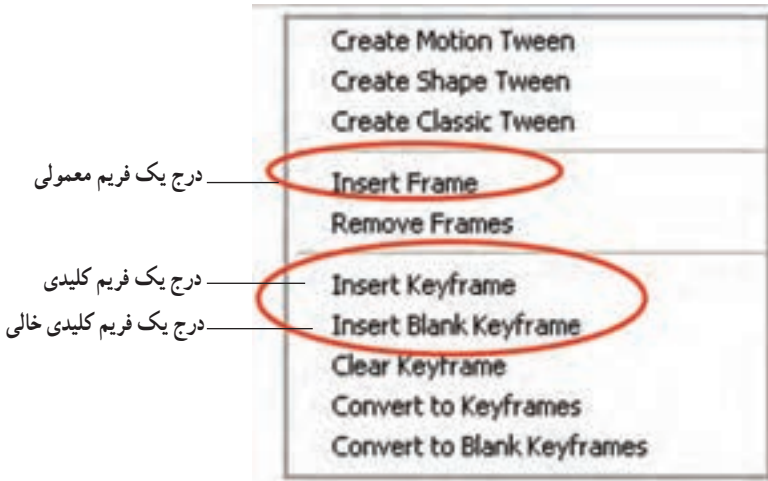 Create Motion Tween
Create Shape Tween
Create Classic Tween
درج یک فریم معمولی
Insert Frame
Remove Frames
درج یک فریم کلیدی
Insert Keyframe
درج یک فریم کلیدی خالی
Insert Blank Keyframe
Clear Keyframe
Convert to Keyframes
Convert to Blank Keyframes